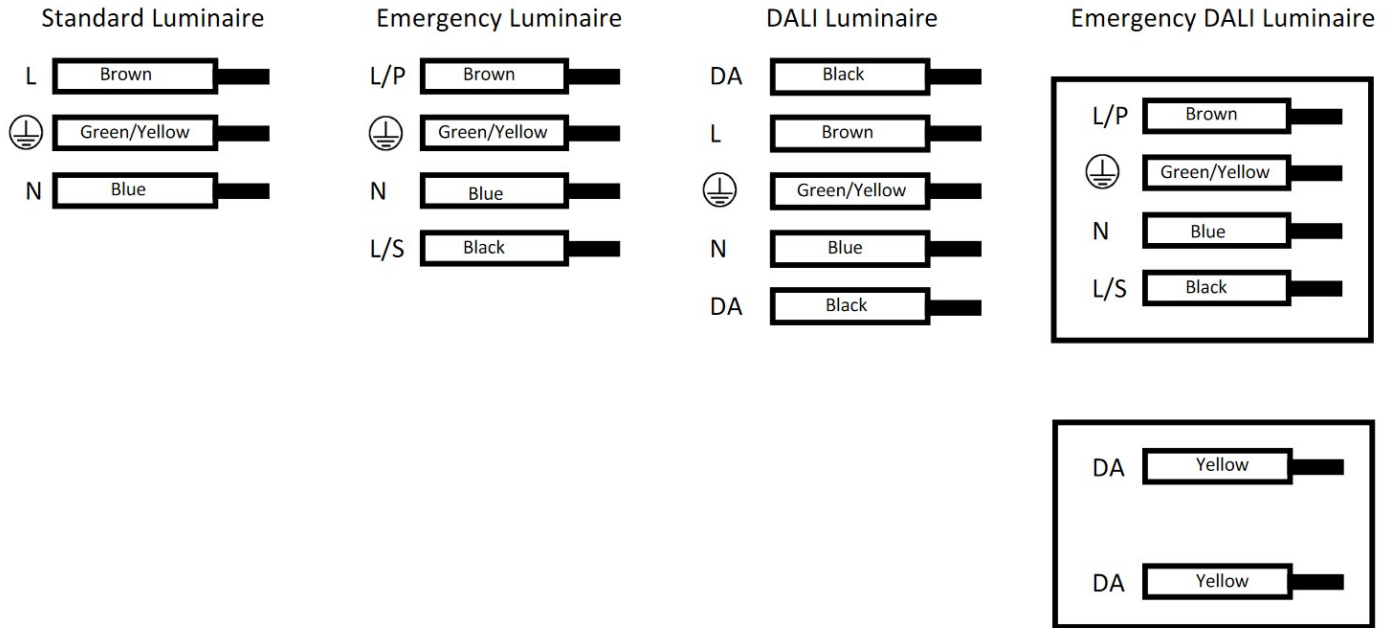 Standard Luminaire
L Brown
Green/Yellow
N Blue
Emergency Luminaire
L/P Brown
Green/Yellow
N Blue
L/S Black
DALI Luminaire
DA Black
L Brown
Green/Yellow
N Blue
DA Black
Emergency DALI Luminaire
L/P Brown
Green/Yellow
N Blue
L/S Black
DA Yellow
DA Yellow